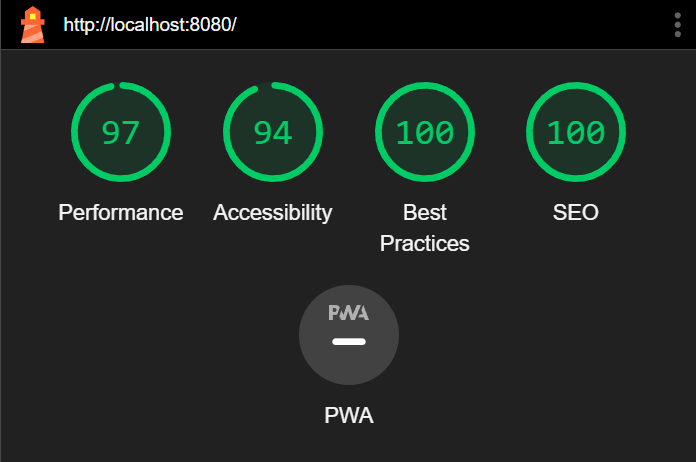 http://localhost:8080/
97 94 100 100
Performance Accessibility Best Practices SEO
PWA
PWA